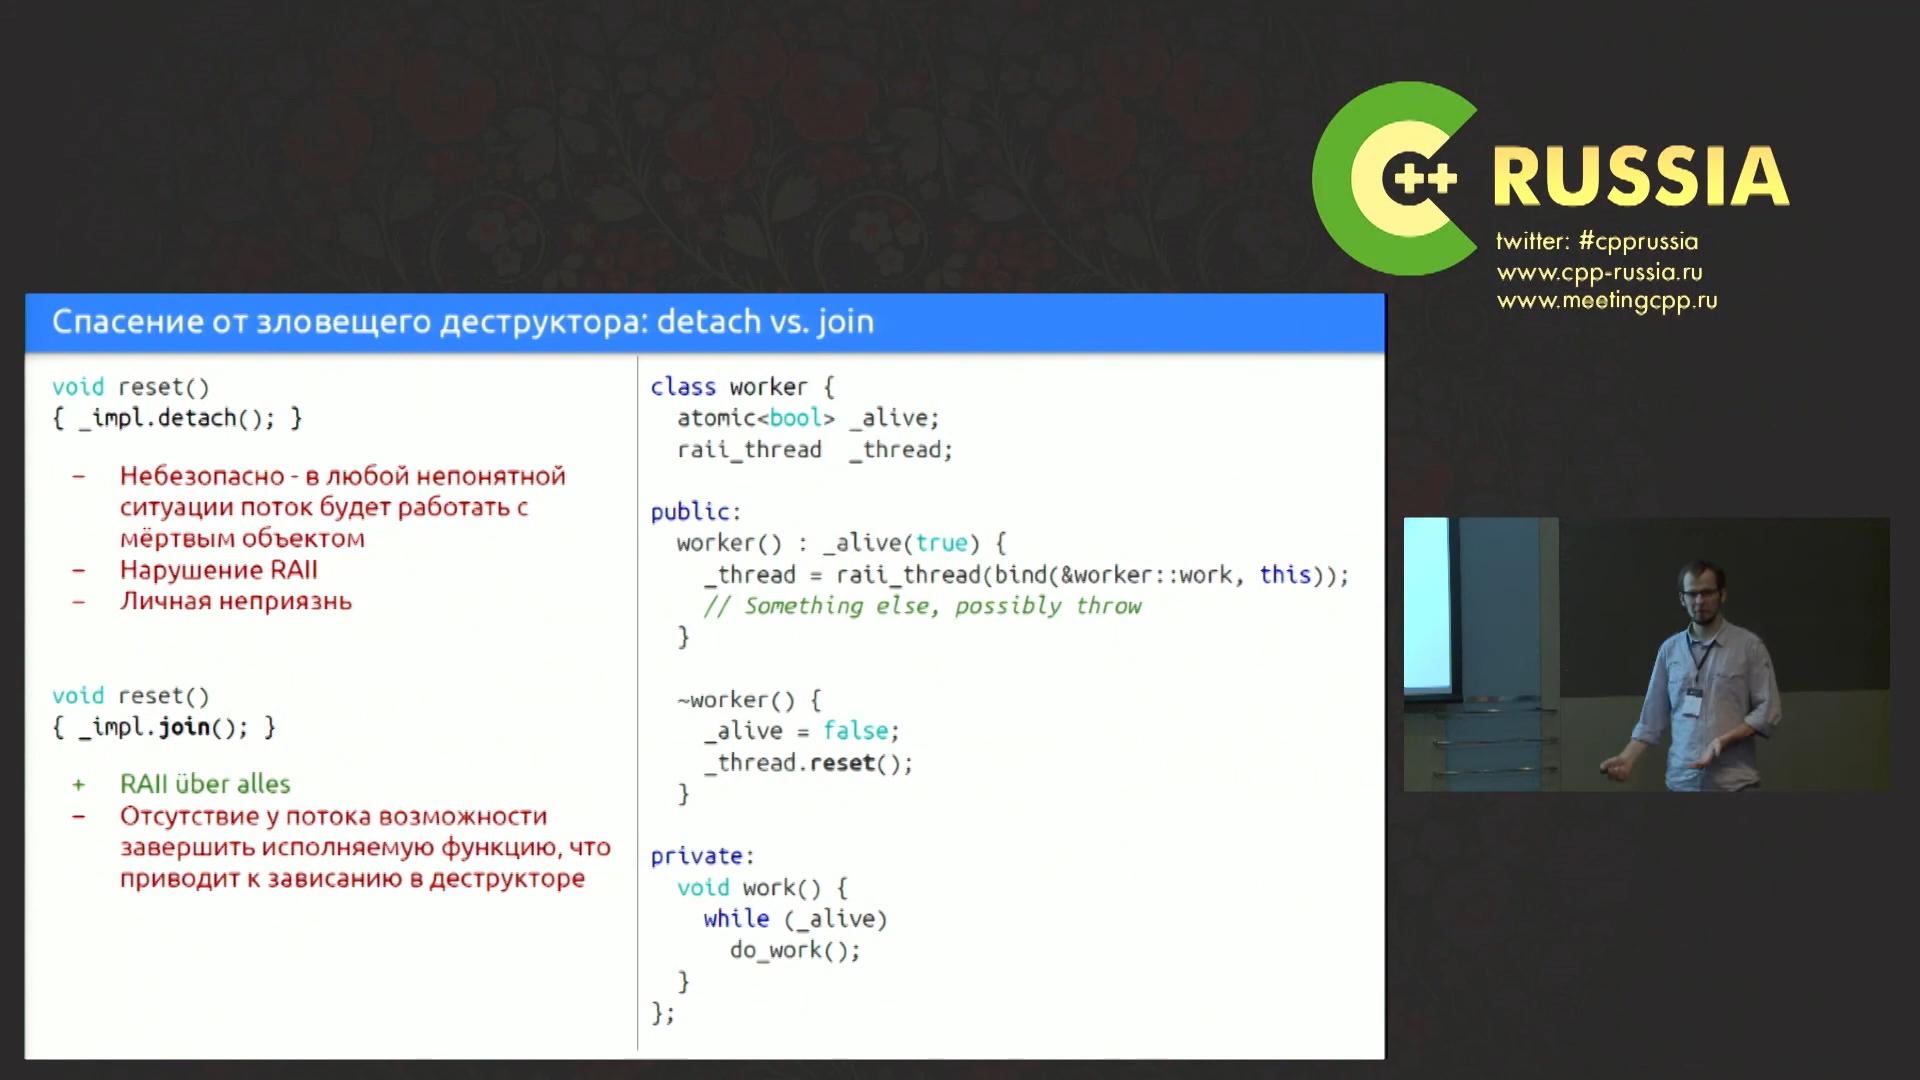 C++ RUSSIA
twitter: #cpprussia
www.cpp-russia.ru
www.meetingcpp.ru
Спасение от зловещего деструктора: detach vs. join
void reset()
{ _impl.detach(); }
– Небезопасно - в любой непонятной
ситуации поток будет работать с
мёртвым объектом
– Нарушение RAII
– Личная неприязнь
void reset()
{ _impl.join(); }
+ RAII über alles
– Отсутствие у потока возможности
завершить исполняемую функцию, что
приводит к зависанию в деструкторе
class worker {
atomic<bool> _alive;
raii_thread _thread;
public:
worker() : _alive(true) {
_thread = raii_thread(bind(&worker::work, this));
// Something else, possibly throw
}
~worker() {
_alive = false;
_thread.reset();
}
private:
void work() {
while (_alive)
do_work();
}
};